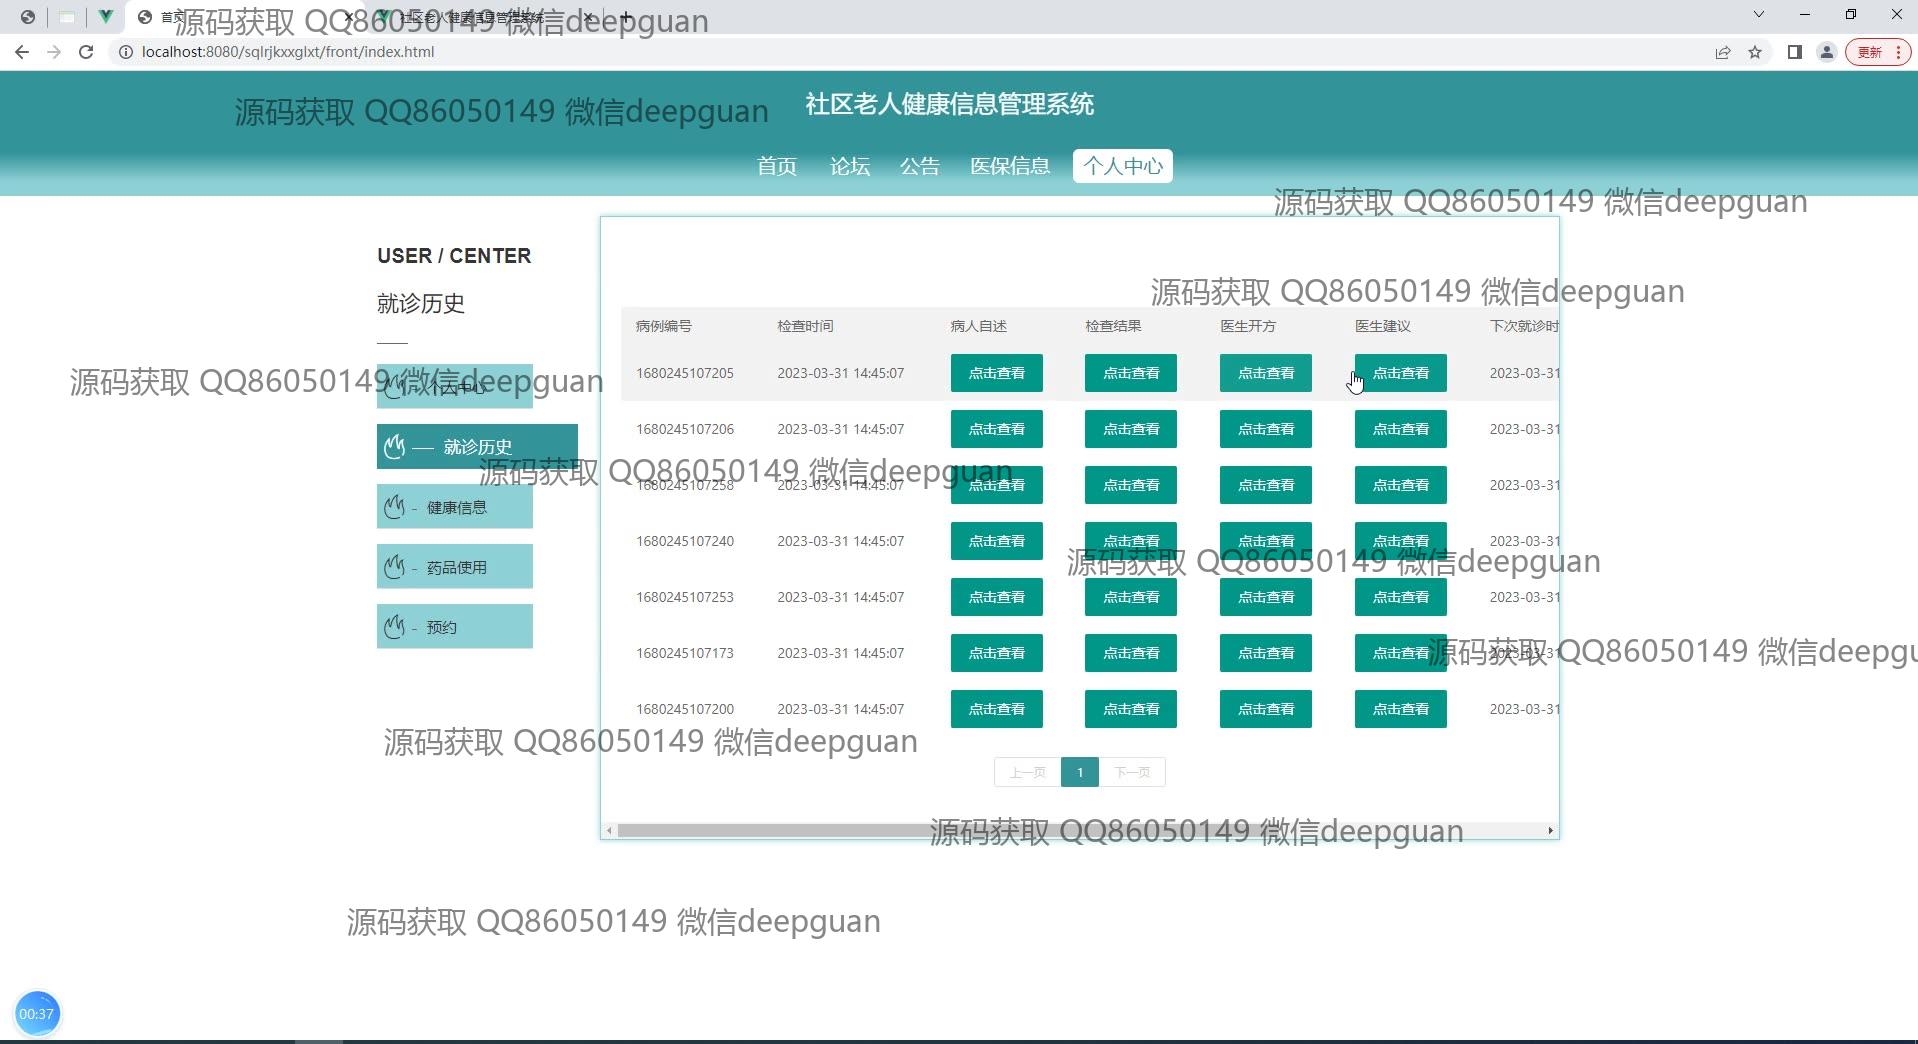 首页
社区老人健康信息管理系统
源码获取 QQ86050149 微信deepguan
localhost:8080/sqlrjkxxglxt/front/index.html
更新
源码获取 QQ86050149 微信deepguan
社区老人健康信息管理系统
首页 论坛 公告 医保信息 个人中心
源码获取 QQ86050149 微信deepguan
USER / CENTER
就诊历史
源码获取 QQ86050149 微信deepguan
病例编号 检查时间 病人自述 检查结果 医生开方 医生建议 下次就诊时
1680245107205 2023-03-31 14:45:07 点击查看 点击查看 点击查看 点击查看 2023-03-31
源码获取 QQ86050149 微信deepguan
个人中心
1680245107206 2023-03-31 14:45:07 点击查看 点击查看 点击查看 点击查看 2023-03-31
就诊历史
源码获取 QQ86050149 微信deepguan
1680245107258 2023-03-31 14:45:07 点击查看 点击查看 点击查看 点击查看 2023-03-31
- 健康信息
1680245107240 2023-03-31 14:45:07 点击查看 点击查看 点击查看 点击查看 2023-03-31
源码获取 QQ86050149 微信deepguan
- 药品使用
1680245107253 2023-03-31 14:45:07 点击查看 点击查看 点击查看 点击查看 2023-03-31
- 预约
1680245107173 2023-03-31 14:45:07 点击查看 点击查看 点击查看 点击查看 2023-03-31
源码获取 QQ86050149 微信deepgu
1680245107200 2023-03-31 14:45:07 点击查看 点击查看 点击查看 点击查看 2023-03-31
源码获取 QQ86050149 微信deepguan
上一页 1 下一页
源码获取 QQ86050149 微信deepguan
源码获取 QQ86050149 微信deepguan
00:37